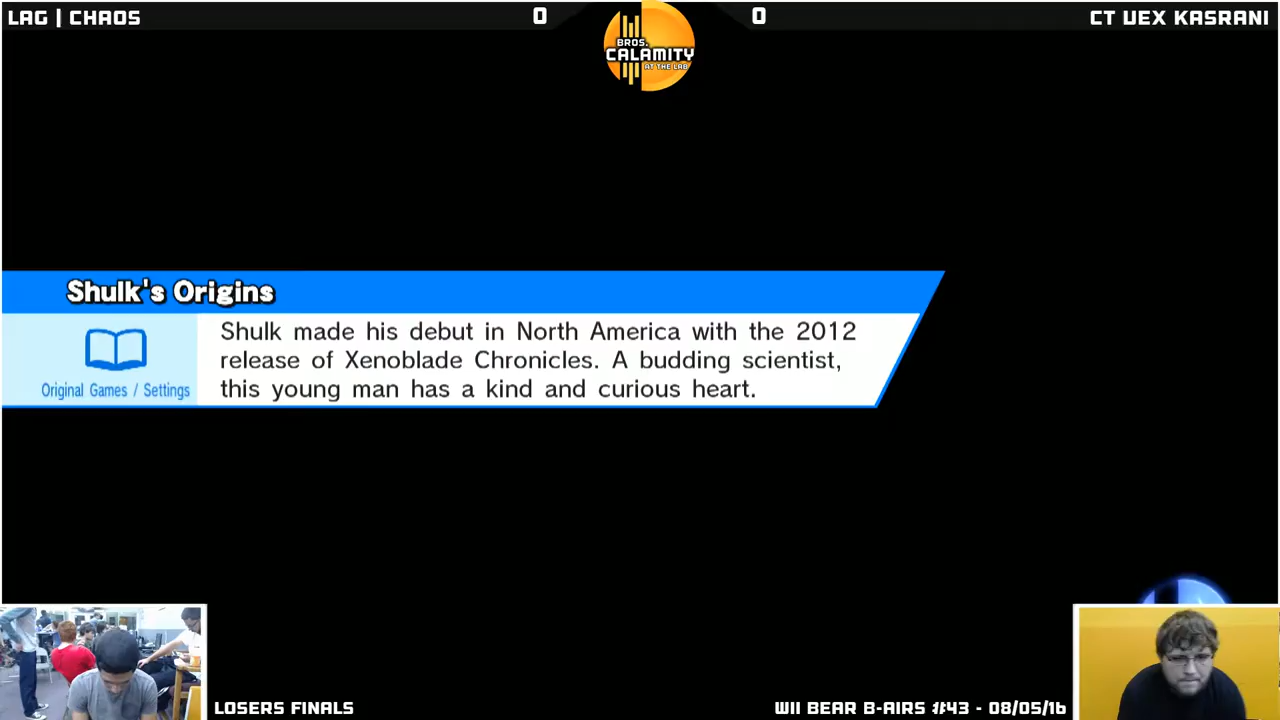 LAG | CHAOS
0
0
CT VEX KASRANI
BROS.
CALAMITY
AT THE LAB
Shulk's Origins
Shulk made his debut in North America with the 2012
release of Xenoblade Chronicles. A budding scientist,
this young man has a kind and curious heart.
Original Games / Settings
LOSERS FINALS
WII BEAR B-AIRS #43 - 08/05/16